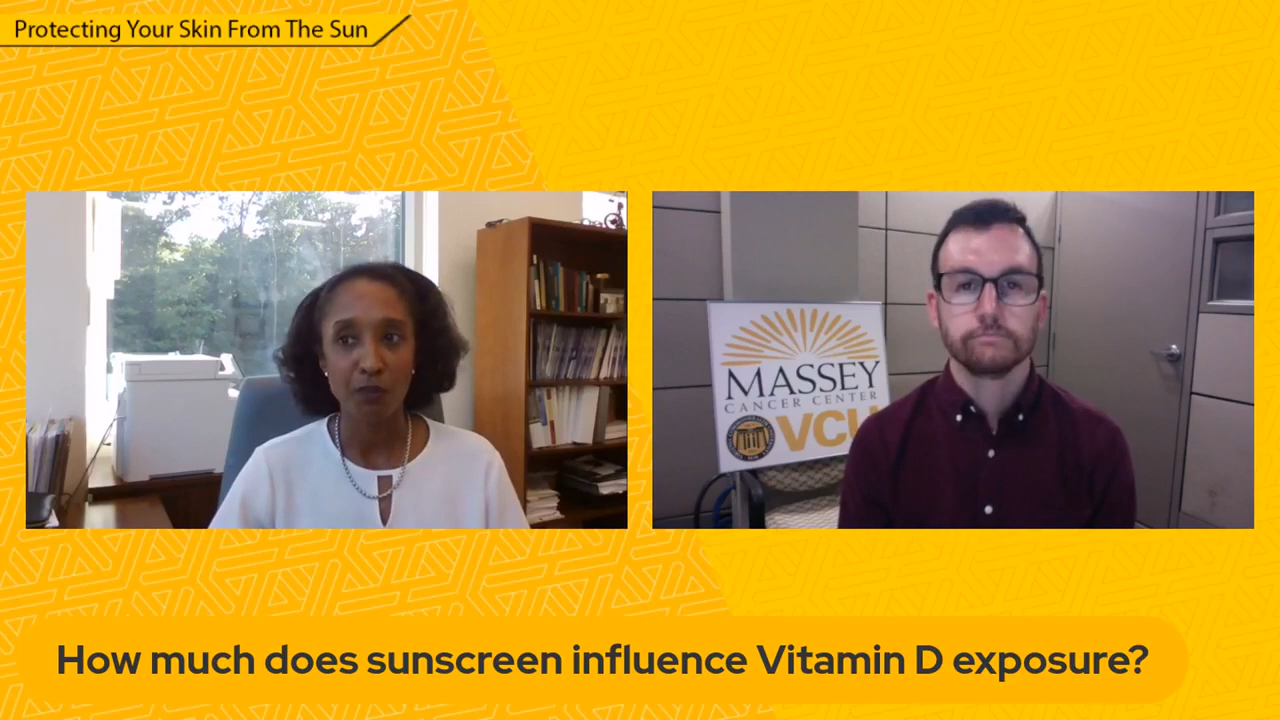 Protecting Your Skin From The Sun
MASSEY
CANCER CENTER
VCU
How much does sunscreen influence Vitamin D exposure?